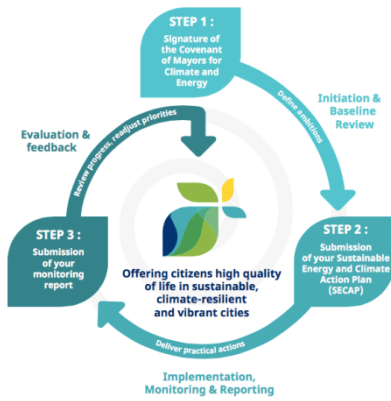 STEP 1 :
Signature of
the Covenant
of Mayors for
Climate and
Energy
Define ambitions
Initiation &
Baseline
Review
STEP 2 :
Submission
of your Sustainable
Energy and Climate
Action Plan
(SECAP)
Deliver practical actions
Implementation,
Monitoring & Reporting
STEP 3 :
Submission
of your
monitoring
report
Review progress, readjust priorities
Evaluation &
feedback
Offering citizens high quality
of life in sustainable,
climate-resilient
and vibrant cities